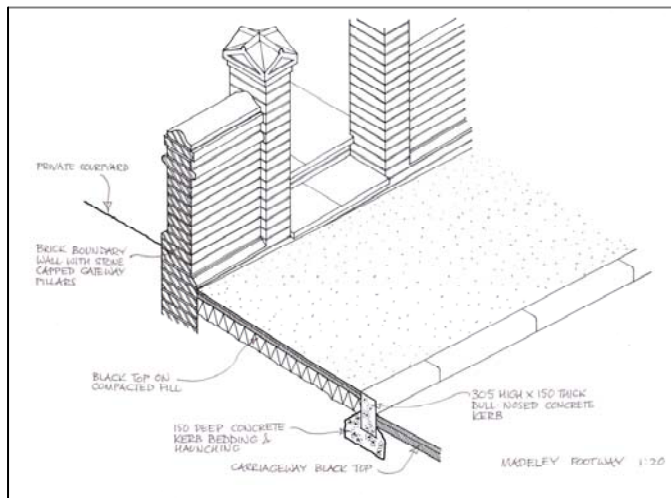 PRIVATE COURTYARD
BRICK BOUNDARY
WALL WITH STONE
CAPPED GATEWAY
PILLARS
BLACK TOP ON
COMPACTED FILL
150 DEEP CONCRETE
KERB BEDDING &
HAUNCHING
CARRIAGEWAY BLACK TOP
305 HIGH X 150 THICK
BULL NOSED CONCRETE
KERB
MADELEY FOOTWAY 1:20